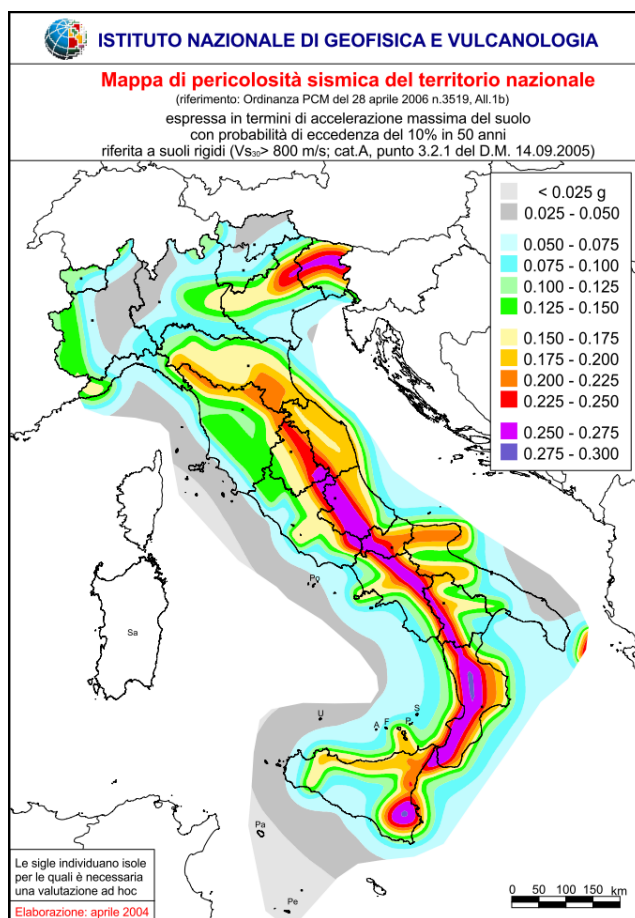 ISTITUTO NAZIONALE DI GEOFISICA E VULCANOLOGIA
Mappa di pericolosità sismica del territorio nazionale
(riferimento: Ordinanza PCM del 28 aprile 2006 n.3519, All.1b)
espressa in termini di accelerazione massima del suolo
con probabilità di eccedenza del 10% in 50 anni
riferita a suoli rigidi (Vs₃₀> 800 m/s; cat.A, punto 3.2.1 del D.M. 14.09.2005)
< 0.025 g
0.025 - 0.050
0.050 - 0.075
0.075 - 0.100
0.100 - 0.125
0.125 - 0.150
0.150 - 0.175
0.175 - 0.200
0.200 - 0.225
0.225 - 0.250
0.250 - 0.275
0.275 - 0.300
Po
Sa
U
S
A
F
P
Pa
Pe
Le sigle individuano isole
per le quali è necessaria
una valutazione ad hoc
Elaborazione: aprile 2004
0 50 100 150 km